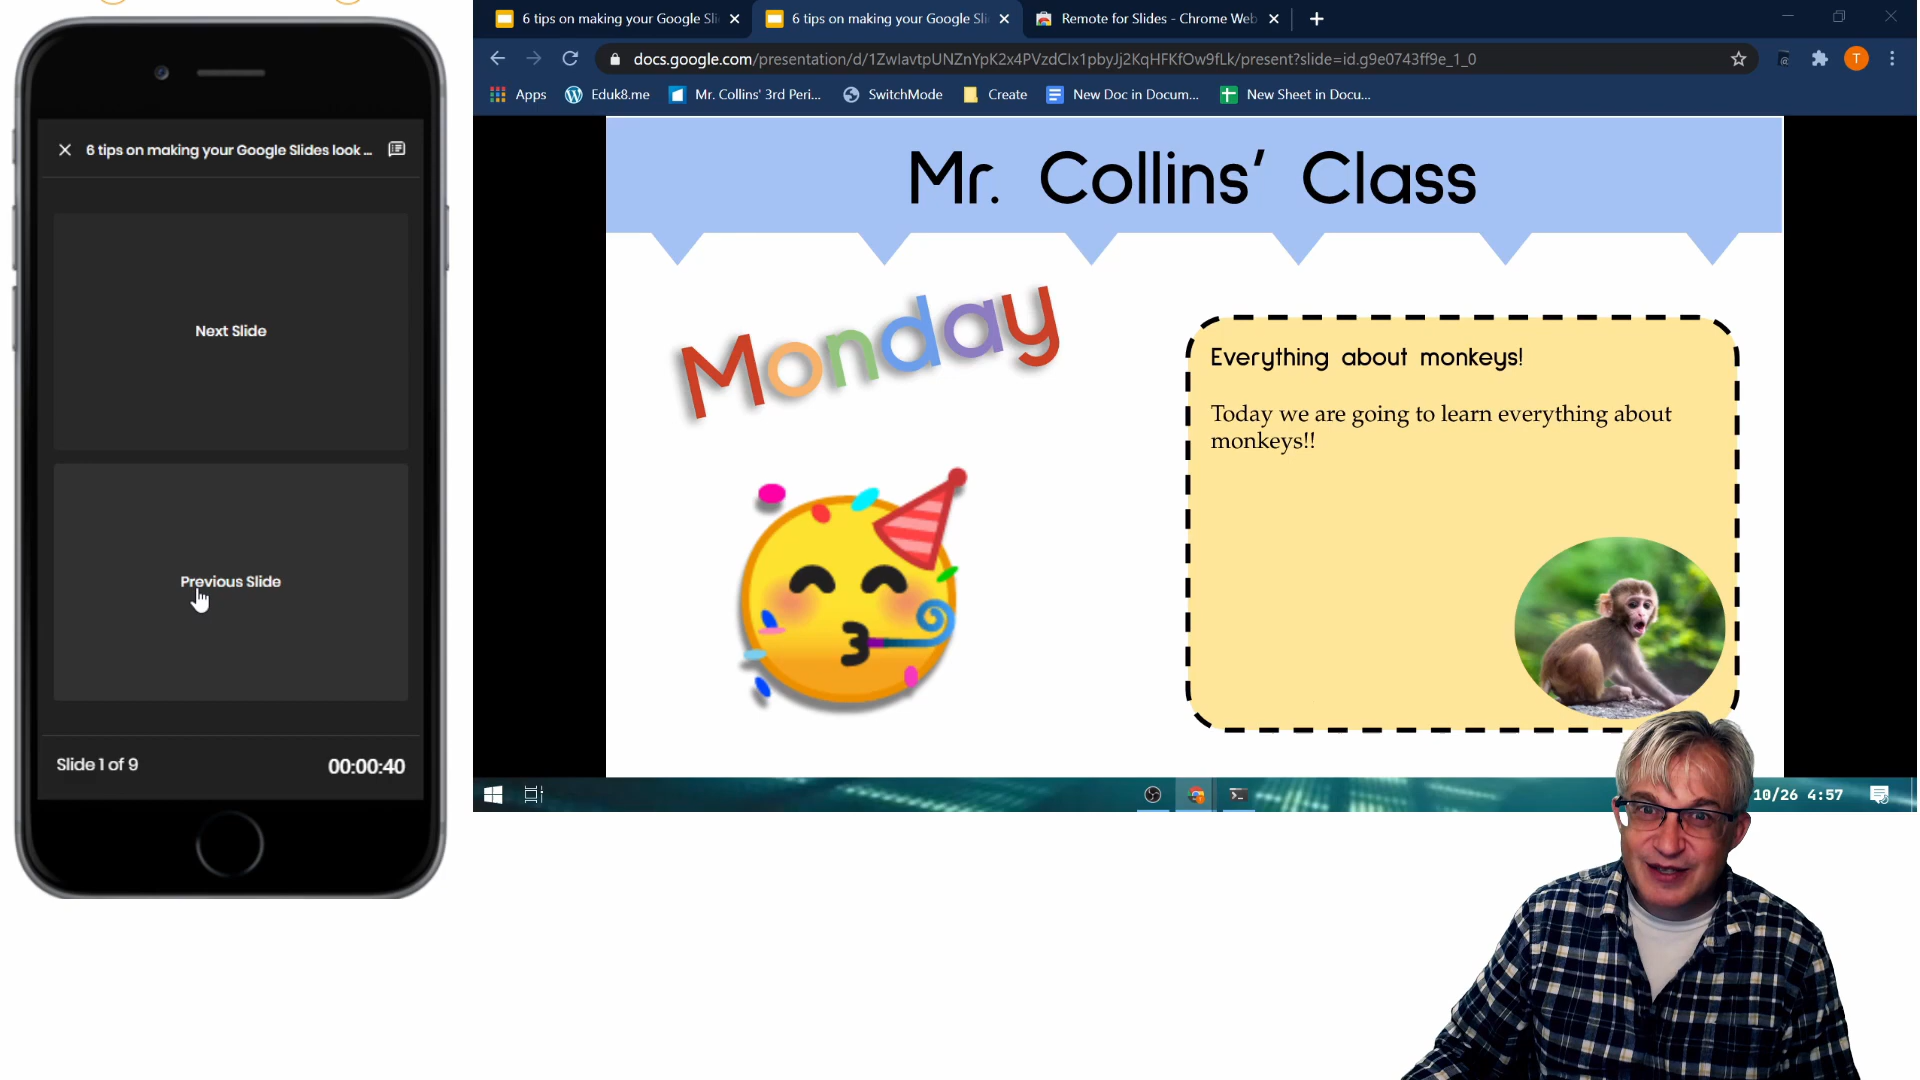 6 tips on making your Google Slides look ...
Next Slide
Previous Slide
Slide 1 of 9
00:00:40
6 tips on making your Google Sli
6 tips on making your Google Sli
Remote for Slides - Chrome Web
docs.google.com/presentation/d/1ZwIavtpUNZnYpK2x4PVzdCIx1pbyJj2KqHFKfOw9fLk/present?slide=id.g9e0743ff9e_1_0
T
Apps
Eduk8.me
Mr. Collins' 3rd Peri...
SwitchMode
Create
New Doc in Docum...
New Sheet in Docu...
Mr. Collins' Class
Monday
Everything about monkeys!
Today we are going to learn everything about
monkeys!!
10/26 4:57